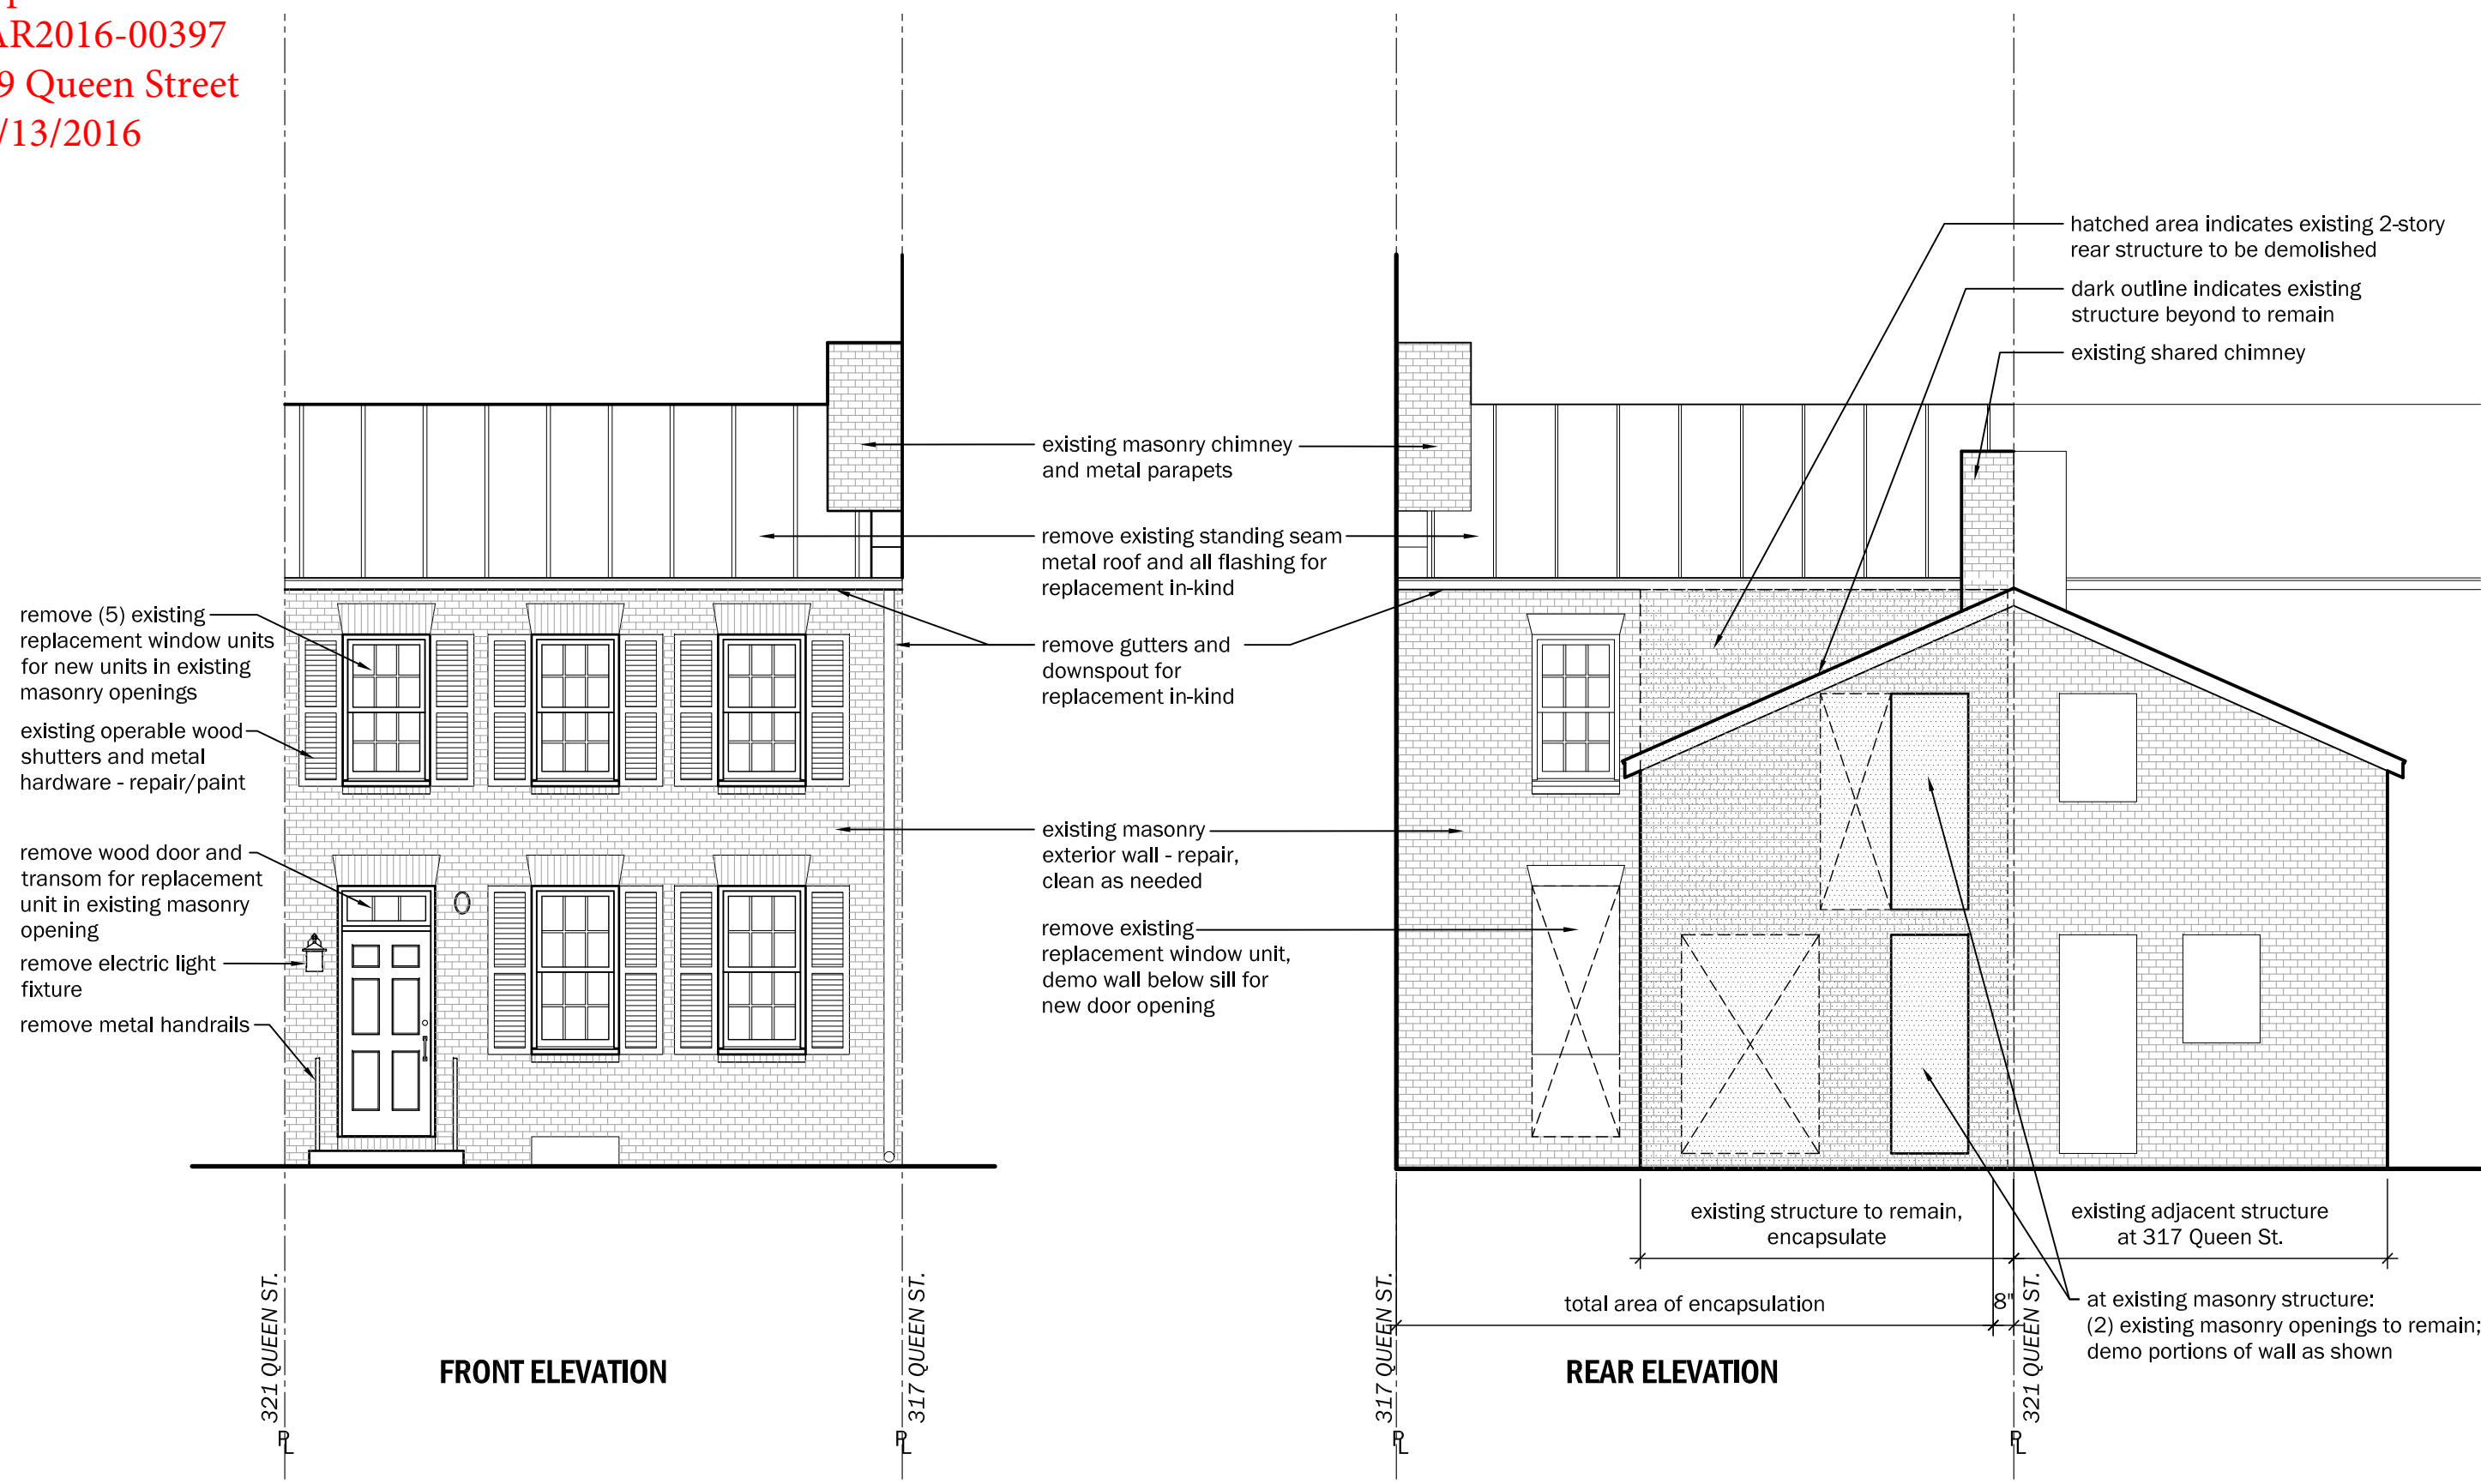 AR2016-00397
9 Queen Street
/13/2016
hatched area indicates existing 2-story
rear structure to be demolished
dark outline indicates existing
structure beyond to remain
existing shared chimney
existing masonry chimney
and metal parapets
remove existing standing seam
metal roof and all flashing for
replacement in-kind
remove gutters and
downspout for
replacement in-kind
existing masonry
exterior wall - repair,
clean as needed
remove existing
replacement window unit,
demo wall below sill for
new door opening
remove (5) existing
replacement window units
for new units in existing
masonry openings
existing operable wood
shutters and metal
hardware - repair/paint
remove wood door and
transom for replacement
unit in existing masonry
opening
remove electric light
fixture
remove metal handrails
existing structure to remain,
encapsulate
existing adjacent structure
at 317 Queen St.
total area of encapsulation
8"
at existing masonry structure:
(2) existing masonry openings to remain;
demo portions of wall as shown
321 QUEEN ST.
317 QUEEN ST.
317 QUEEN ST.
321 QUEEN ST.
FRONT ELEVATION
REAR ELEVATION
PL
PL
PL
PL